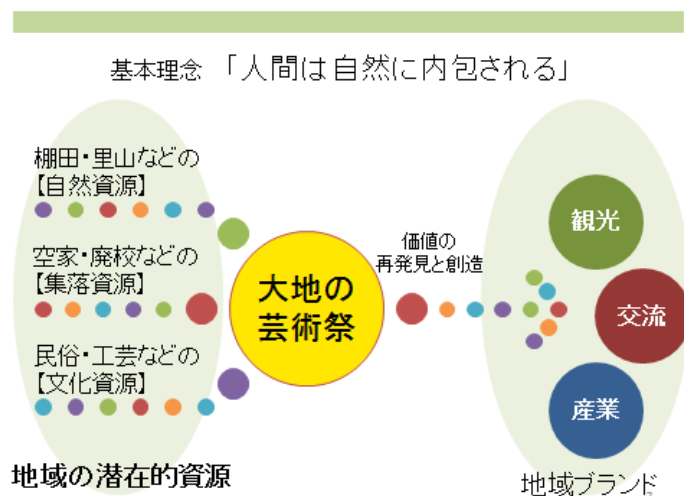 基本理念 「人間は自然に内包される」
棚田・里山などの
【自然資源】
空家・廃校などの
【集落資源】
民俗・工芸などの
【文化資源】
地域の潜在的資源
大地の
芸術祭
価値の
再発見と創造
観光
交流
産業
地域ブランド